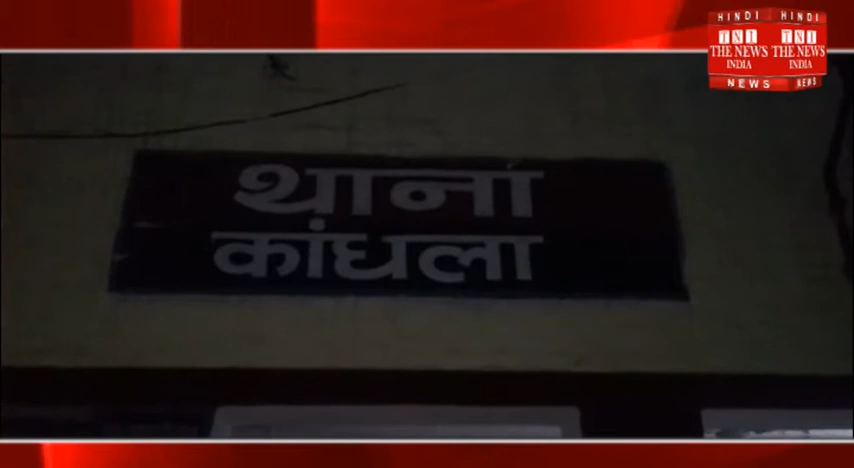 HINDI HINDI
TNI TNI
THE NEWS THE NEWS
INDIA INDIA
NEWS NEWS
थाना
कांधला